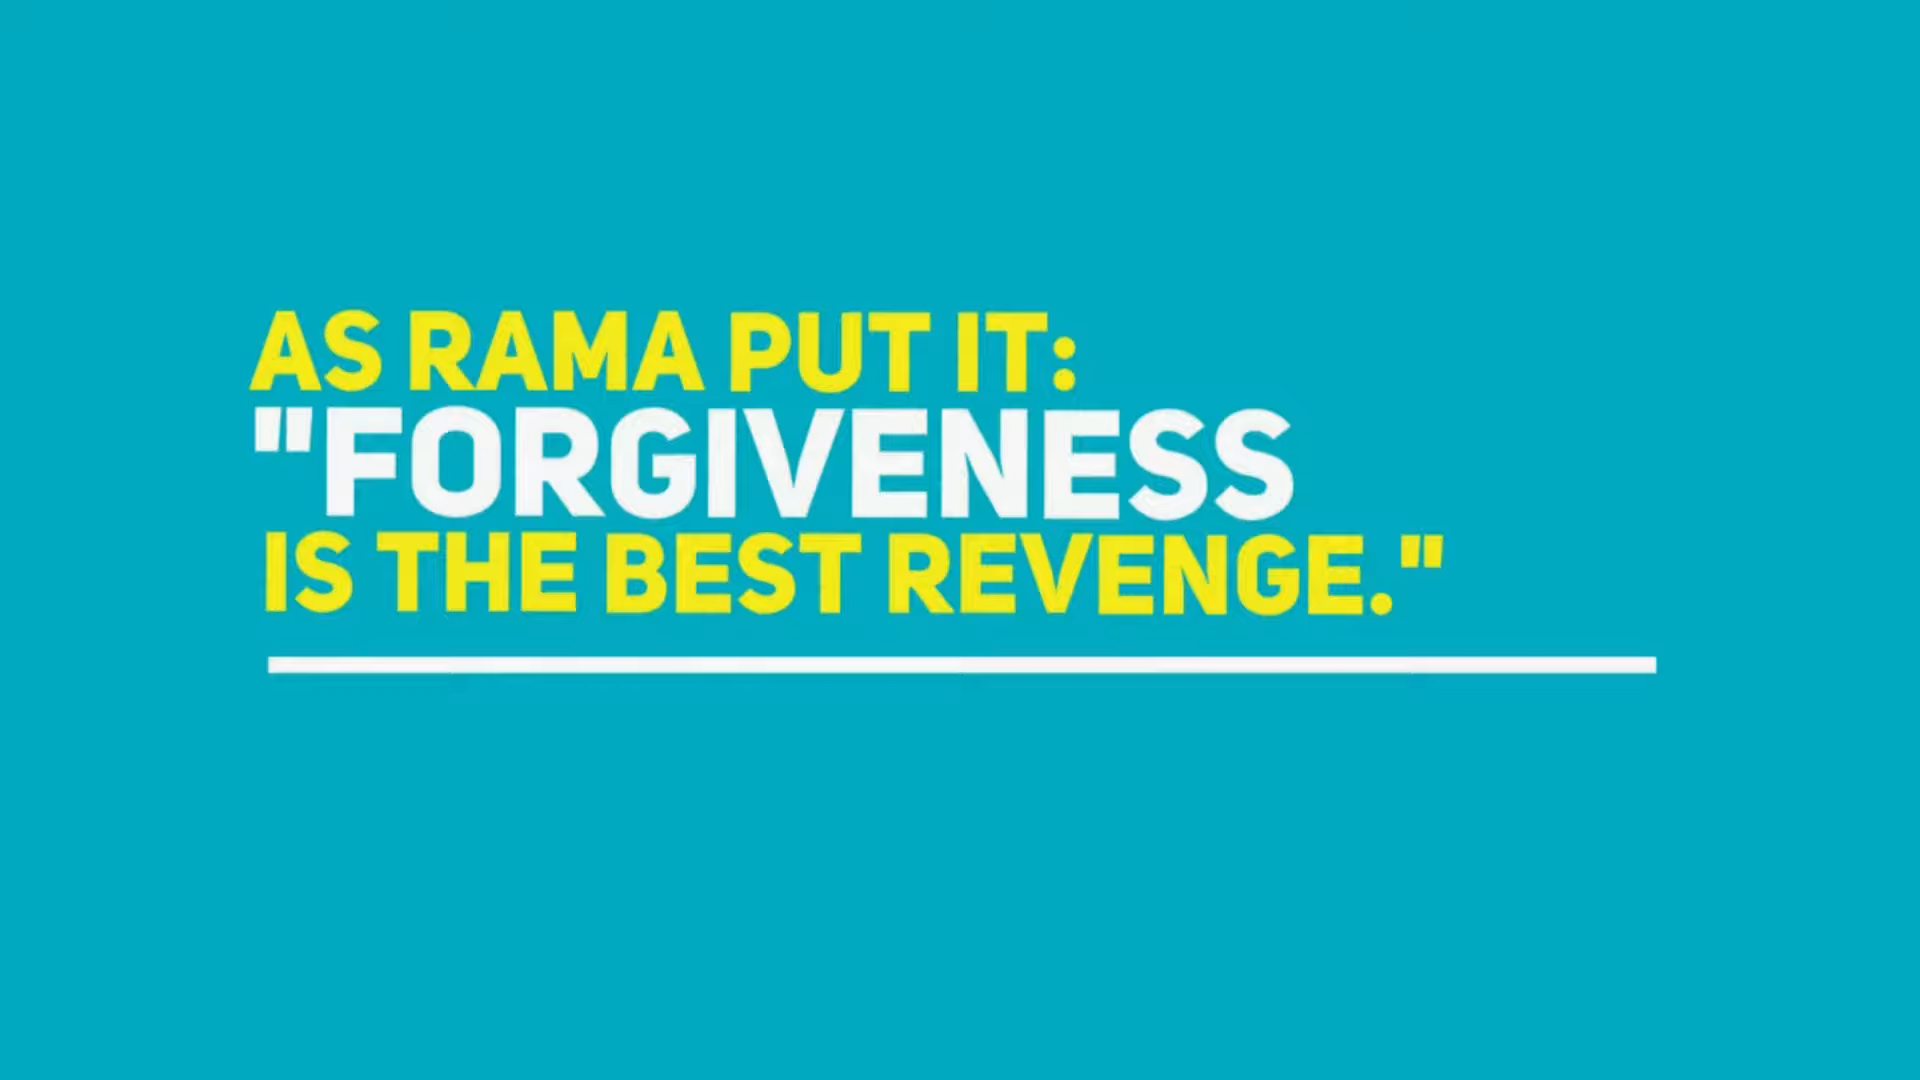 AS RAMA PUT IT:
"FORGIVENESS
IS THE BEST REVENGE."